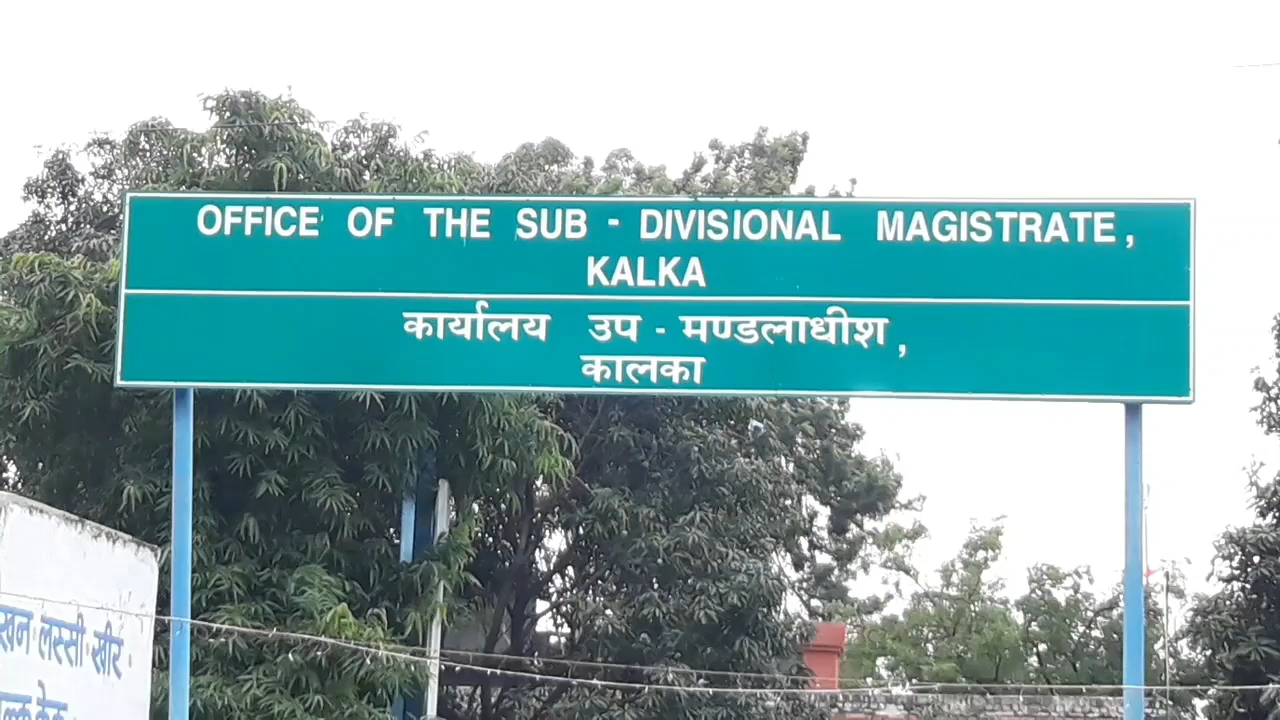 OFFICE OF THE SUB - DIVISIONAL MAGISTRATE,
KALKA
कार्यालय उप - मण्डलाधीश,
कालका
लस्सी. खीर.